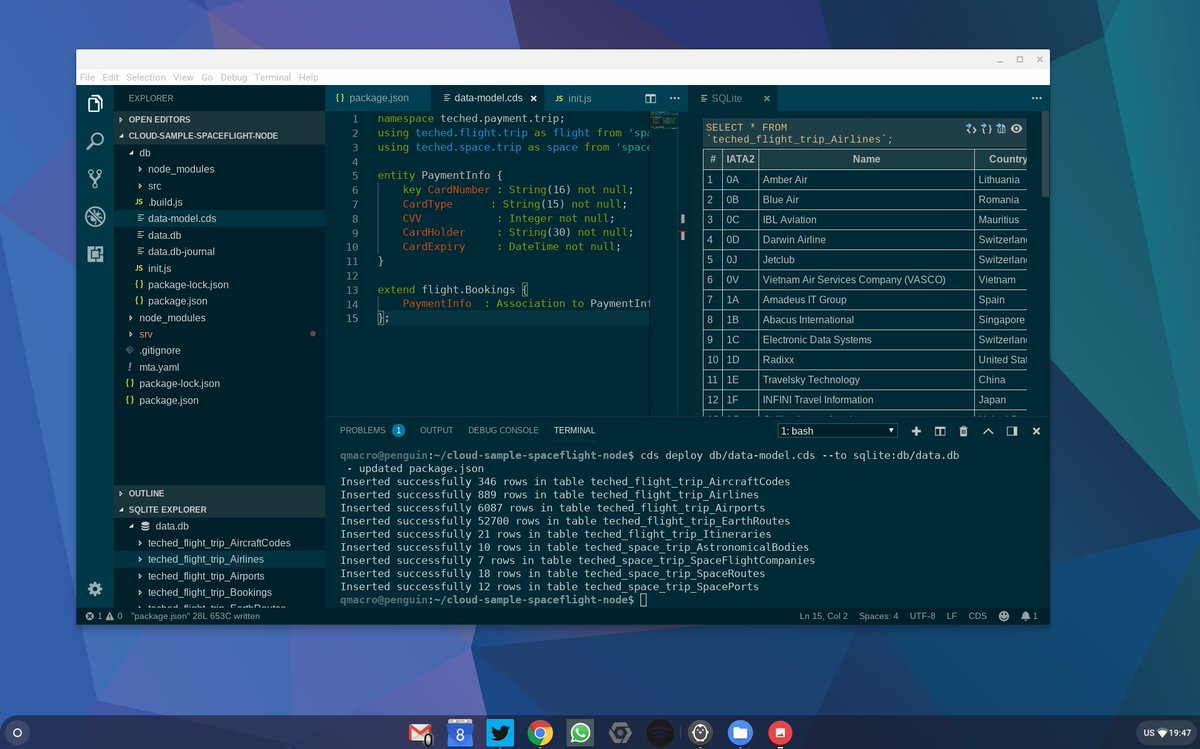 File Edit Selection View Go Debug Terminal Help
EXPLORER
OPEN EDITORS
CLOUD-SAMPLE-SPACEFLIGHT-NODE
db
node_modules
src
JS .build.js
data-model.cds
data.db
data.db-journal
JS init.js
{} package-lock.json
{} package.json
node_modules
srv
.gitignore
! mta.yaml
{} package-lock.json
{} package.json
OUTLINE
SQLITE EXPLORER
data.db
teched_flight_trip_AircraftCodes
teched_flight_trip_Airlines
teched_flight_trip_Airports
teched_flight_trip_Bookings
teched_flight_trip_EarthRoutes
{} package.json
data-model.cds
JS init.js
1 namespace teched.payment.trip;
2 using teched.flight.trip as flight from 'spa
3 using teched.space.trip as space from 'space
4
5 entity PaymentInfo {
6 key CardNumber : String(16) not null;
7 CardType : String(15) not null;
8 CVV : Integer not null;
9 CardHolder : String(30) not null;
10 CardExpiry : DateTime not null;
11 }
12
13 extend flight.Bookings {
14 PaymentInfo : Association to PaymentInf
15 };
SQLite
SELECT * FROM
`teched_flight_trip_Airlines`;
# IATA2 Name Country
1 0A Amber Air Lithuania
2 0B Blue Air Romania
3 0C IBL Aviation Mauritius
4 0D Darwin Airline Switzerland
5 0J Jetclub Switzerland
6 0V Vietnam Air Services Company (VASCO) Vietnam
7 1A Amadeus IT Group Spain
8 1B Abacus International Singapore
9 1C Electronic Data Systems Switzerland
10 1D Radixx United Stat
11 1E Travelsky Technology China
12 1F INFINI Travel Information Japan
PROBLEMS 1 OUTPUT DEBUG CONSOLE TERMINAL
1: bash
qmacro@penguin:~/cloud-sample-spaceflight-node$ cds deploy db/data-model.cds --to sqlite:db/data.db
- updated package.json
Inserted successfully 346 rows in table teched_flight_trip_AircraftCodes
Inserted successfully 889 rows in table teched_flight_trip_Airlines
Inserted successfully 6087 rows in table teched_flight_trip_Airports
Inserted successfully 52700 rows in table teched_flight_trip_EarthRoutes
Inserted successfully 21 rows in table teched_flight_trip_Itineraries
Inserted successfully 10 rows in table teched_space_trip_AstronomicalBodies
Inserted successfully 7 rows in table teched_space_trip_SpaceFlightCompanies
Inserted successfully 18 rows in table teched_space_trip_SpaceRoutes
Inserted successfully 12 rows in table teched_space_trip_SpacePorts
qmacro@penguin:~/cloud-sample-spaceflight-node$
1 0 "package.json" 28L 653C written
Ln 15, Col 2 Spaces: 4 UTF-8 LF CDS 1
8
US 19:47